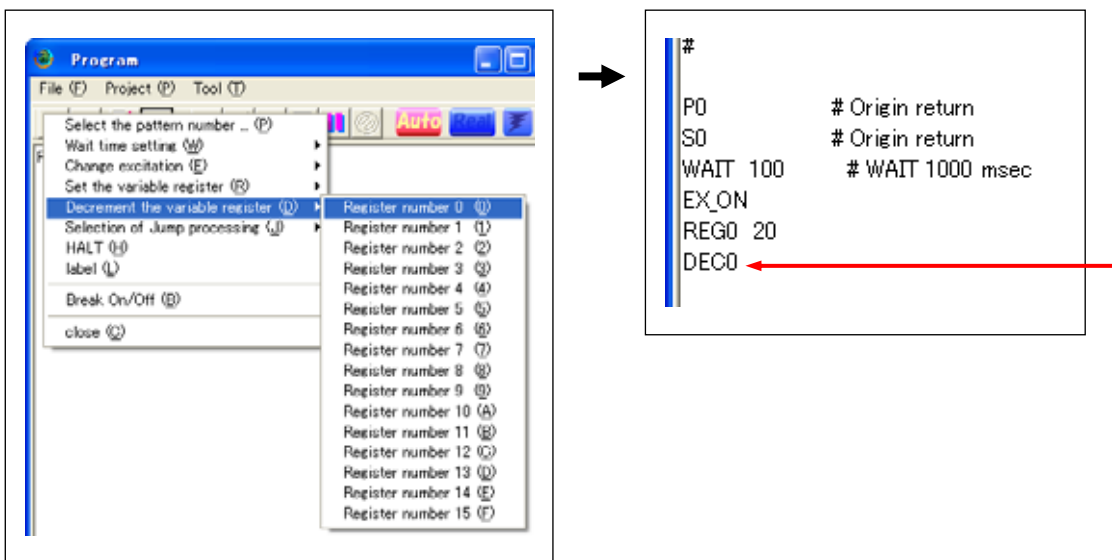 Program
File (F) Project (P) Tool (T)
Auto Real
Select the pattern number ... (P)
Wait time setting (W)
Change excitation (E)
Set the variable register (R)
Decrement the variable register (D)
Selection of Jump processing (J)
HALT (H)
label (L)
Break On/Off (B)
close (C)
Register number 0 (0)
Register number 1 (1)
Register number 2 (2)
Register number 3 (3)
Register number 4 (4)
Register number 5 (5)
Register number 6 (6)
Register number 7 (7)
Register number 8 (8)
Register number 9 (9)
Register number 10 (A)
Register number 11 (B)
Register number 12 (C)
Register number 13 (D)
Register number 14 (E)
Register number 15 (F)
#
P0 # Origin return
S0 # Origin return
WAIT 100 # WAIT 1000 msec
EX_ON
REG0 20
DEC0